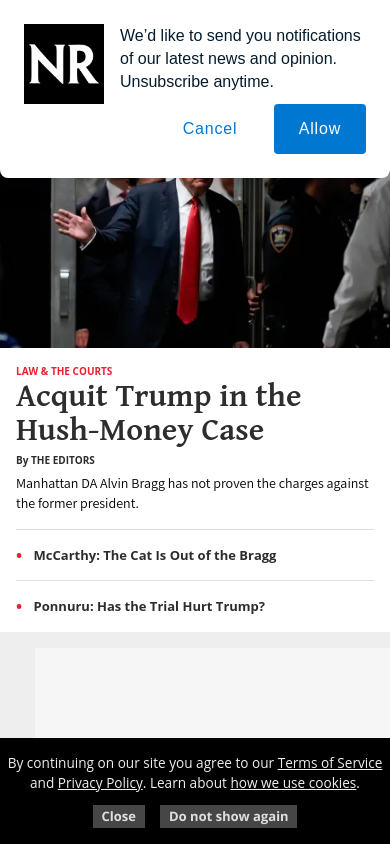 NR
We'd like to send you notifications
of our latest news and opinion.
Unsubscribe anytime.
Cancel
Allow
LAW & THE COURTS
Acquit Trump in the
Hush-Money Case
By THE EDITORS
Manhattan DA Alvin Bragg has not proven the charges against
the former president.
• McCarthy: The Cat Is Out of the Bragg
• Ponnuru: Has the Trial Hurt Trump?
By continuing on our site you agree to our Terms of Service
and Privacy Policy. Learn about how we use cookies.
Close
Do not show again